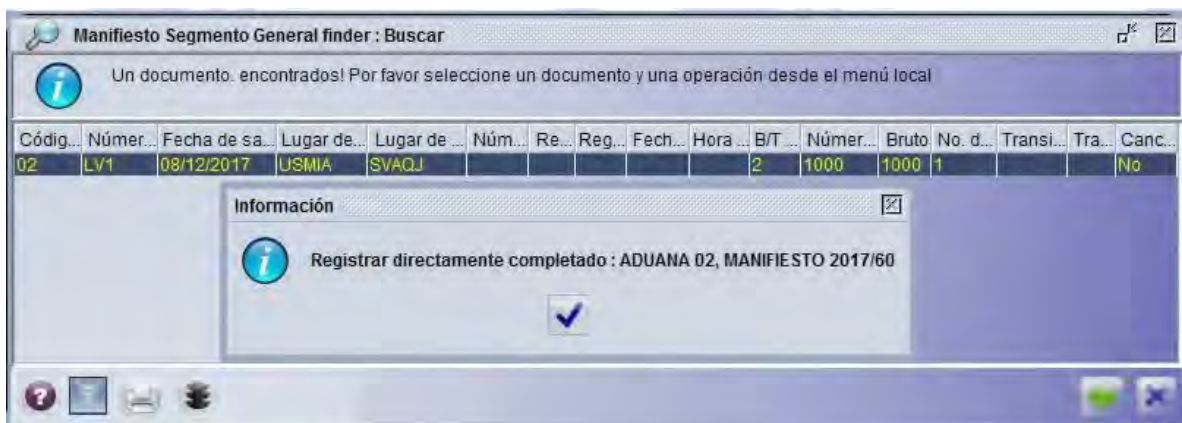 Manifiesto Segmento General finder : Buscar
Un documento. encontrados! Por favor seleccione un documento y una operación desde el menú local
Códig... Númer... Fecha de sa... Lugar de... Lugar de ... Núm... Re... Reg... Fech... Hora ... B/T ... Númer... Bruto No. d... Transi... Tra... Canc...
02 LV1 08/12/2017 USMIA SVAQJ 2 1000 1000 1 No
Información
Registrar directamente completado : ADUANA 02, MANIFIESTO 2017/60